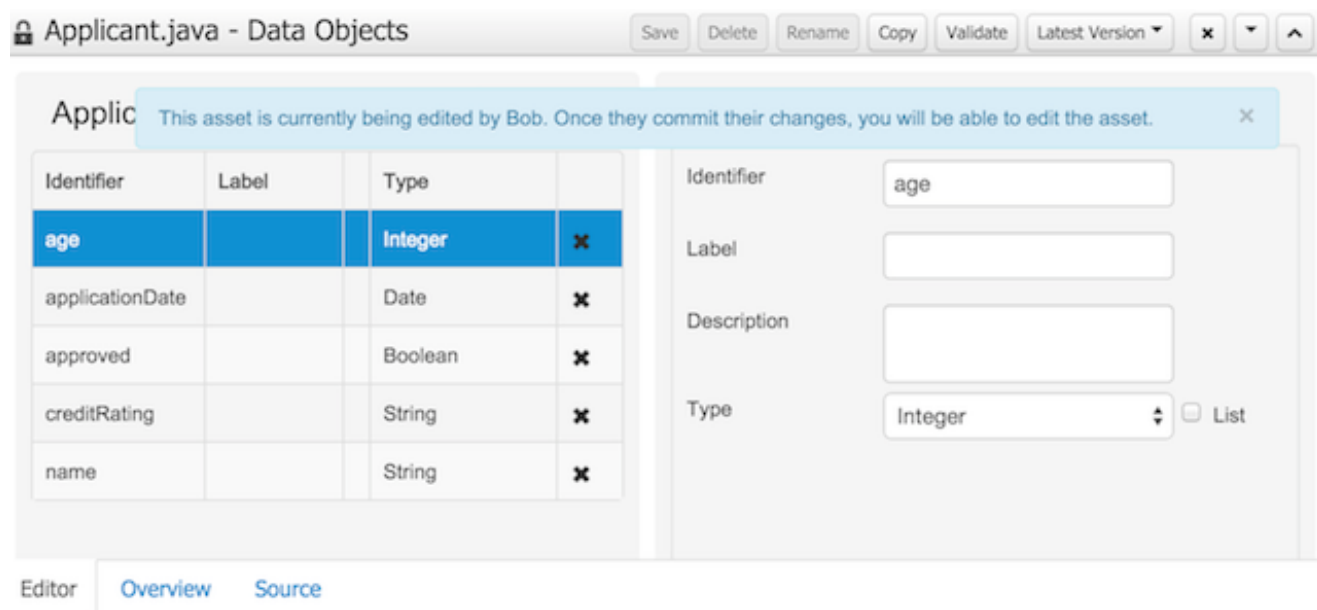 Applicant.java - Data Objects
Save Delete Rename Copy Validate Latest Version
Applic
This asset is currently being edited by Bob. Once they commit their changes, you will be able to edit the asset.
Identifier Label Type
age Integer
applicationDate Date
approved Boolean
creditRating String
name String
Identifier age
Label
Description
Type Integer List
Editor Overview Source